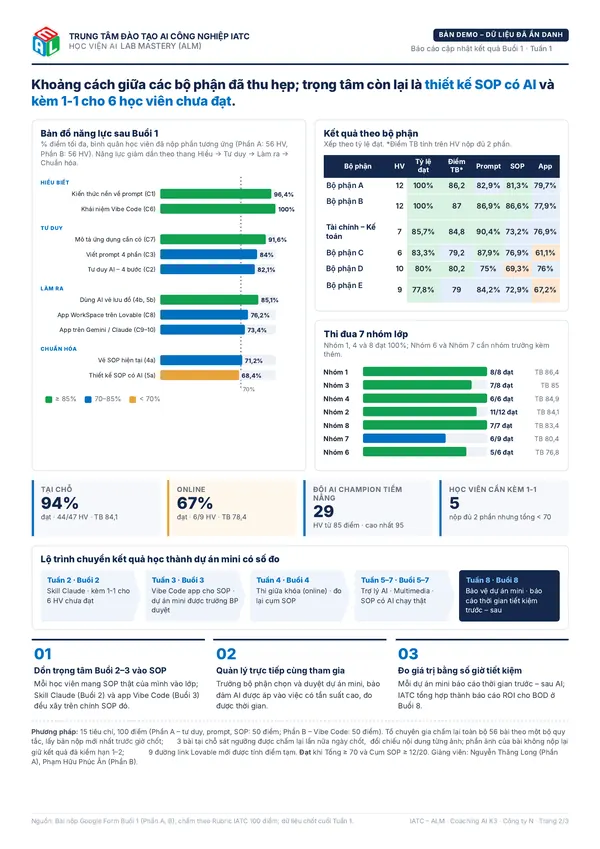 TRUNG TÂM ĐÀO TẠO AI CÔNG NGHIỆP IATC
HỌC VIỆN AI LAB MASTERY (ALM)
BẢN DEMO – DỮ LIỆU ĐÃ ẨN DANH
Báo cáo cập nhật kết quả Buổi 1 · Tuần 1
Khoảng cách giữa các bộ phận đã thu hẹp; trọng tâm còn lại là thiết kế SOP có AI và
kèm 1-1 cho 6 học viên chưa đạt.
Bản đồ năng lực sau Buổi 1
% điểm tối đa, bình quân học viên đã nộp phần tương ứng (Phần A: 56 HV,
Phần B: 56 HV). Năng lực giảm dần theo thang Hiểu → Tư duy → Làm ra →
Chuẩn hóa.
HIỂU BIẾT
Kiến thức nền về prompt (C1) 96,4%
Khái niệm Vibe Code (C6) 100%
TƯ DUY
Mô tả ứng dụng cần có (C7) 91,6%
Viết prompt 4 phần (C3) 84%
Tư duy AI – 4 bước (C2) 82,1%
LÀM RA
Dùng AI vẽ lưu đồ (4b, 5b) 85,1%
App WorkSpace trên Lovable (C8) 76,2%
App trên Gemini / Claude (C9–10) 73,4%
CHUẨN HÓA
Vẽ SOP hiện tại (4a) 71,2%
Thiết kế SOP có AI (5a) 68,4%
70%
≥ 85% 70–85% < 70%
Kết quả theo bộ phận
Xếp theo tỷ lệ đạt. *Điểm TB tính trên HV nộp đủ 2 phần.
Bộ phận HV Tỷ lệ đạt Điểm TB* Prompt SOP App
Bộ phận A 12 100% 86,2 82,9% 81,3% 79,7%
Bộ phận B 12 100% 87 86,9% 86,6% 77,9%
Tài chính – Kế toán 7 85,7% 84,8 90,4% 73,2% 76,9%
Bộ phận C 6 83,3% 79,2 87,9% 76,9% 61,1%
Bộ phận D 10 80% 80,2 75% 69,3% 76%
Bộ phận E 9 77,8% 79 84,2% 72,9% 67,2%
Thi đua 7 nhóm lớp
Nhóm 1, 4 và 8 đạt 100%; Nhóm 6 và Nhóm 7 cần nhóm trưởng kèm
thêm.
Nhóm 1 8/8 đạt TB 86,4
Nhóm 3 7/8 đạt TB 85
Nhóm 4 6/6 đạt TB 84,9
Nhóm 2 11/12 đạt TB 84,1
Nhóm 8 7/7 đạt TB 83,4
Nhóm 7 6/9 đạt TB 80,4
Nhóm 6 5/6 đạt TB 76,8
TẠI CHỖ
94%
đạt · 44/47 HV · TB 84,1
ONLINE
67%
đạt · 6/9 HV · TB 78,4
ĐỘI AI CHAMPION TIỀM
NĂNG
29
HV từ 85 điểm · cao nhất 95
HỌC VIÊN CẦN KÈM 1-1
5
nộp đủ 2 phần nhưng tổng < 70
Lộ trình chuyển kết quả học thành dự án mini có số đo
Tuần 2 · Buổi 2
Skill Claude · kèm 1-1 cho
6 HV chưa đạt
Tuần 3 · Buổi 3
Vibe Code app cho SOP ·
dự án mini được trưởng BP
duyệt
Tuần 4 · Buổi 4
Thi giữa khóa (online) · đo
lại cụm SOP
Tuần 5–7 · Buổi 5–7
Trợ lý AI · Multimedia ·
SOP có AI chạy thật
Tuần 8 · Buổi 8
Bảo vệ dự án mini · báo
cáo thời gian tiết kiệm
trước – sau
01
Dồn trọng tâm Buổi 2–3 vào SOP
Mỗi học viên mang SOP thật của mình vào lớp;
Skill Claude (Buổi 2) và app Vibe Code (Buổi 3)
đều xây trên chính SOP đó.
02
Quản lý trực tiếp cùng tham gia
Trưởng bộ phận chọn và duyệt dự án mini, bảo
đảm AI được áp vào việc có tần suất cao, đo
được thời gian.
03
Đo giá trị bằng số giờ tiết kiệm
Mỗi dự án mini báo cáo thời gian trước – sau AI;
IATC tổng hợp thành báo cáo ROI cho BOD ở
Buổi 8.
Phương pháp: 15 tiêu chí, 100 điểm (Phần A – tư duy, prompt, SOP: 50 điểm; Phần B – Vibe Code: 50 điểm). Tổ chuyên gia chấm lại toàn bộ 56 bài theo một bộ quy
tắc, lấy bản nộp mới nhất trước giờ chốt; 3 bài tại chỗ sát ngưỡng được chấm lại lần nữa ngày chốt, đối chiếu nội dung từng ảnh; phần ảnh của bài không nộp lại
giữ kết quả đã kiểm hạn 1–2; 9 đường link Lovable mới được tính điểm tạm. Đạt khi Tổng ≥ 70 và Cụm SOP ≥ 12/20. Giảng viên: Nguyễn Thăng Long (Phần
A), Phạm Hữu Phúc Ân (Phần B).
Nguồn: Bài nộp Google Form Buổi 1 (Phần A, B), chấm theo Rubric IATC 100 điểm; dữ liệu chốt cuối Tuần 1.
IATC – ALM · Coaching AI K3 · Công ty N · Trang 2/3